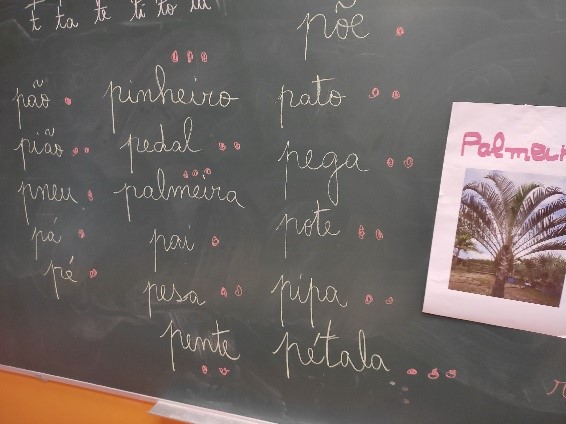 t ta te ti to tu
pão
pião
pneu
pá
pé
pinheiro
pedal
palmeira
pai
pesa
pente
põe
pato
pega
pote
pipa
pétala